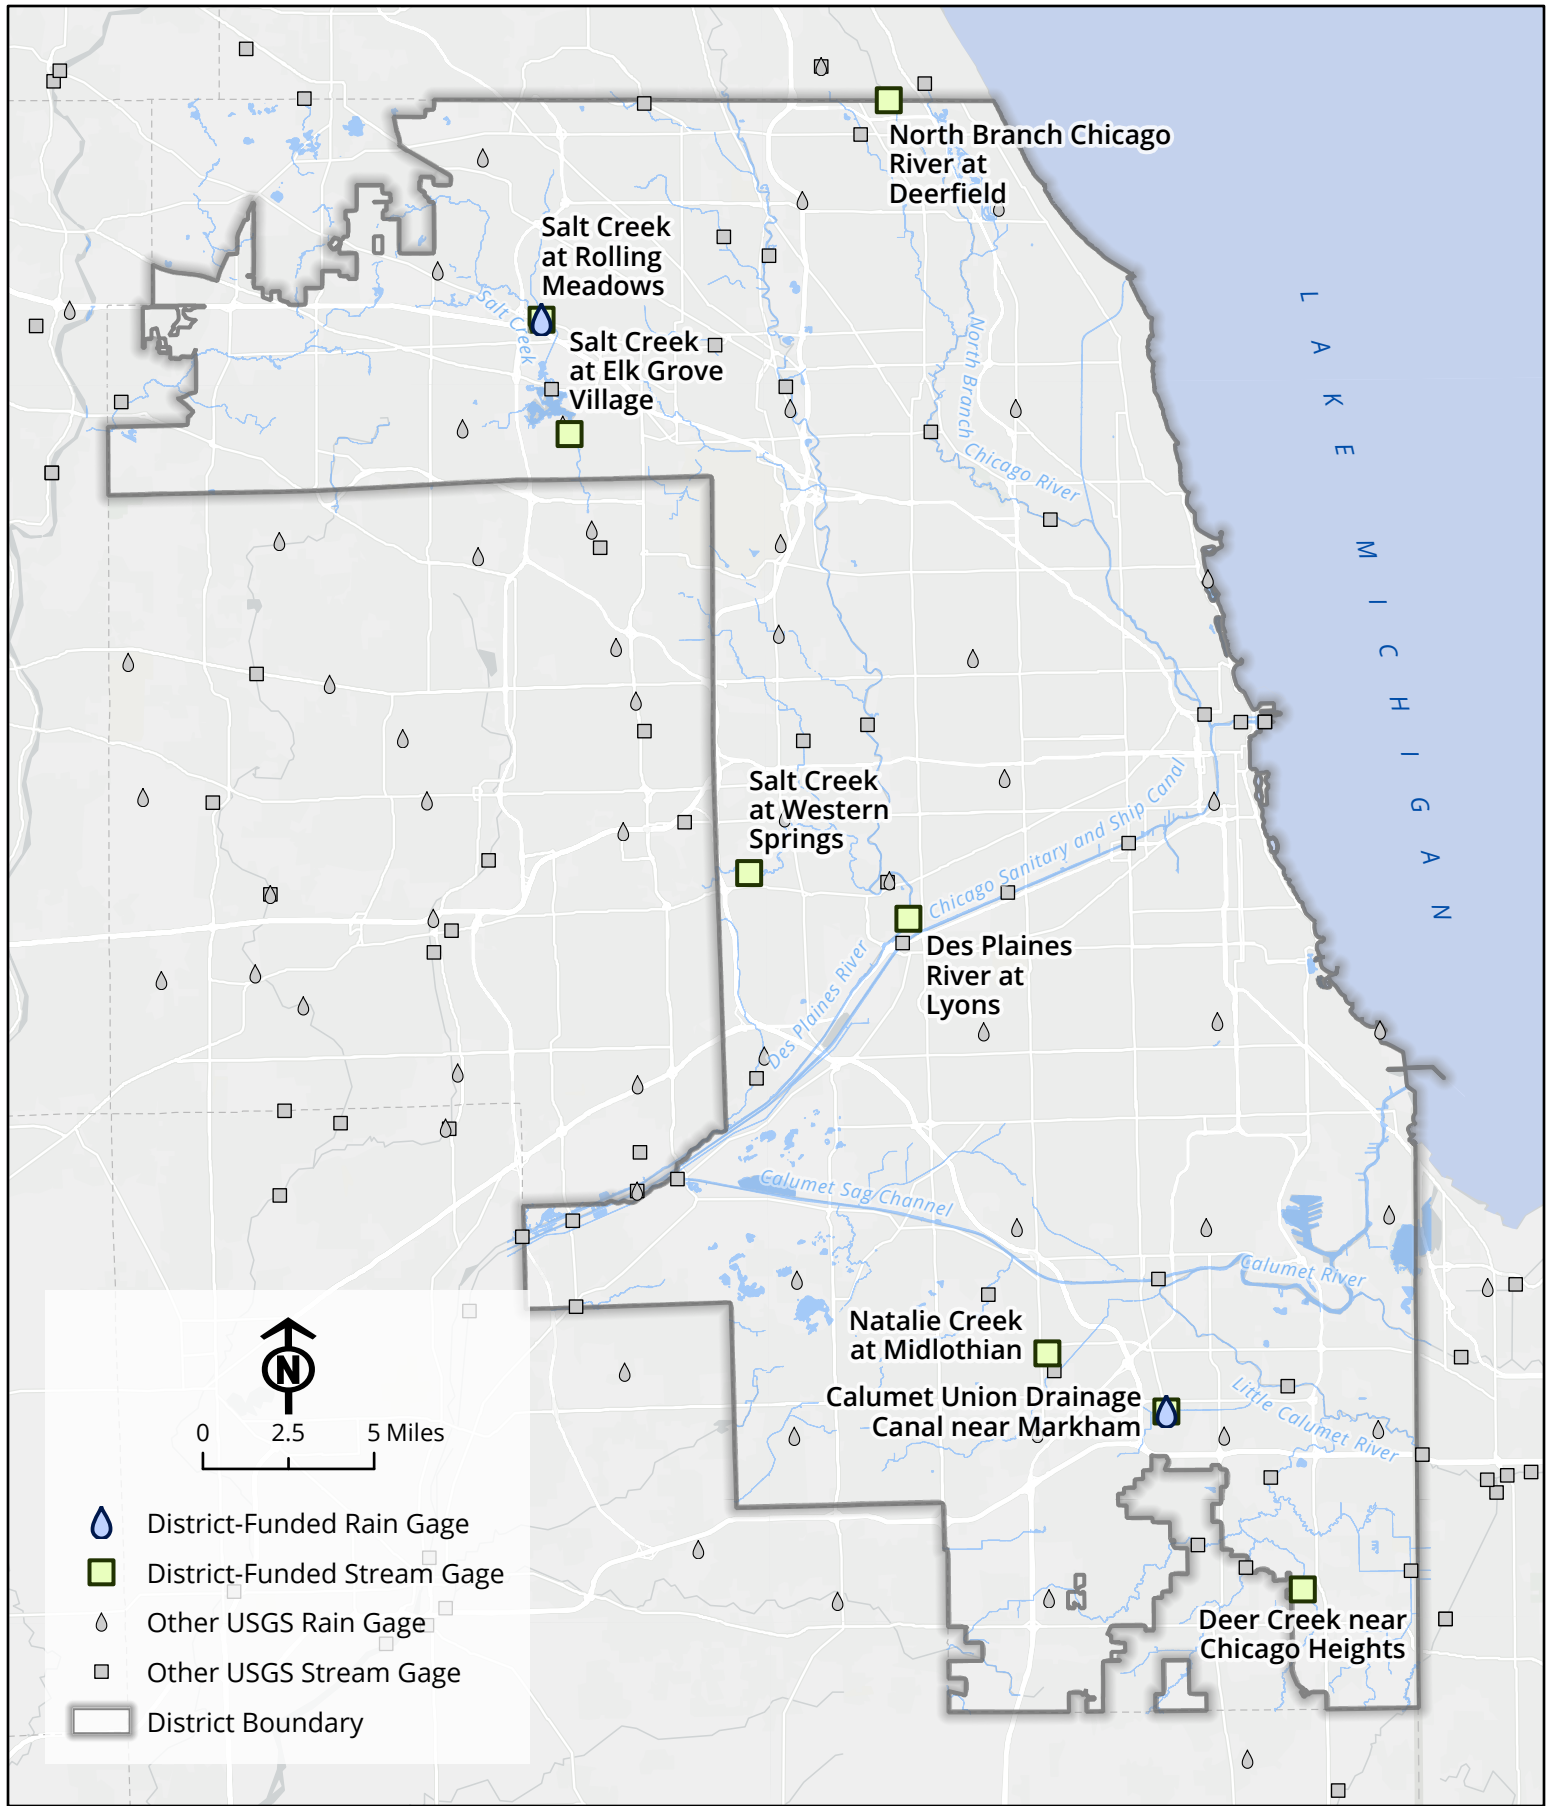 North Branch Chicago
River at
Deerfield
Salt Creek
at Rolling
Meadows
Salt Creek
Salt Creek
at Elk Grove
Village
North Branch
Chicago River
LAKE MICHIGAN
Salt Creek
at Western
Springs
Chicago Sanitary and Ship Canal
Des Plaines
River at
Lyons
Des Plaines River
Calumet Sag Channel
Calumet River
Natalie Creek
at Midlothian
Calumet Union Drainage
Canal near Markham
Little Calumet River
Deer Creek near
Chicago Heights
N
0 2.5 5 Miles
District-Funded Rain Gage
District-Funded Stream Gage
Other USGS Rain Gage
Other USGS Stream Gage
District Boundary